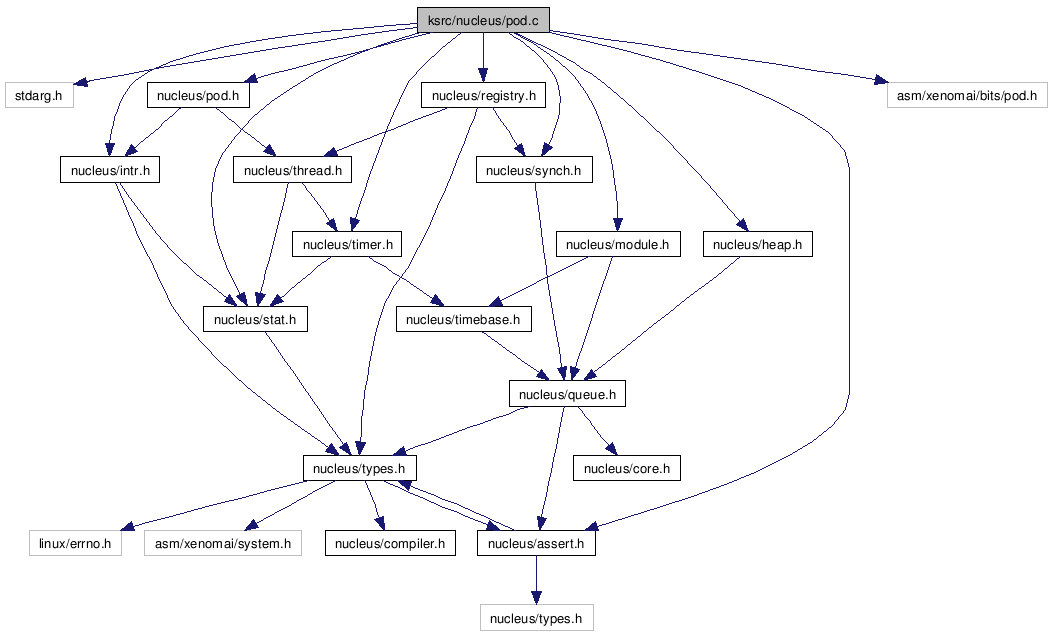 ksrc/nucleus/pod.c
stdarg.h
nucleus/pod.h
nucleus/registry.h
asm/xenomai/bits/pod.h
nucleus/intr.h
nucleus/thread.h
nucleus/synch.h
nucleus/timer.h
nucleus/module.h
nucleus/heap.h
nucleus/stat.h
nucleus/timebase.h
nucleus/queue.h
nucleus/types.h
nucleus/core.h
linux/errno.h
asm/xenomai/system.h
nucleus/compiler.h
nucleus/assert.h
nucleus/types.h